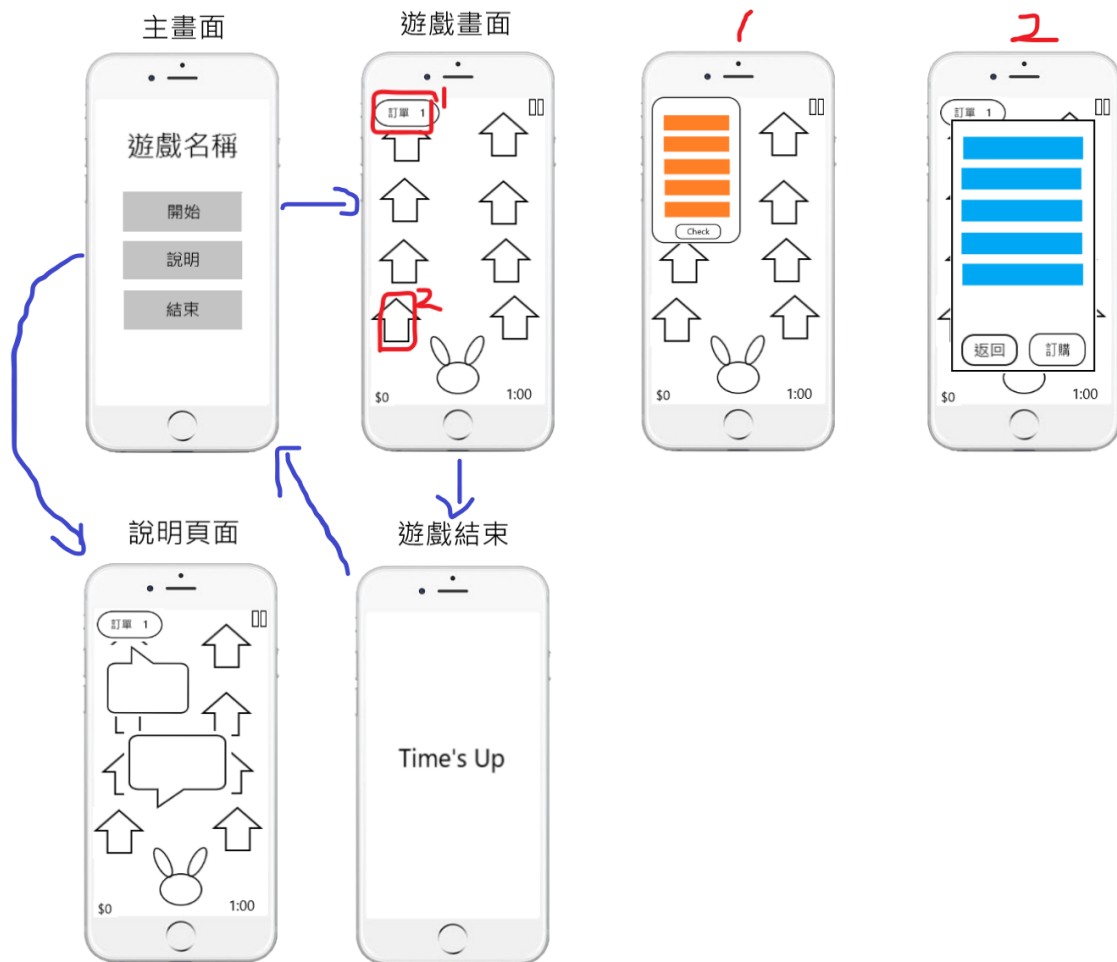 主畫面
遊戲名稱
開始
說明
結束
遊戲畫面
訂單 1
1
2
$0
1:00
1
Check
$0
1:00
2
訂單 1
返回
訂購
$0
1:00
說明頁面
訂單 1
$0
1:00
遊戲結束
Time's Up